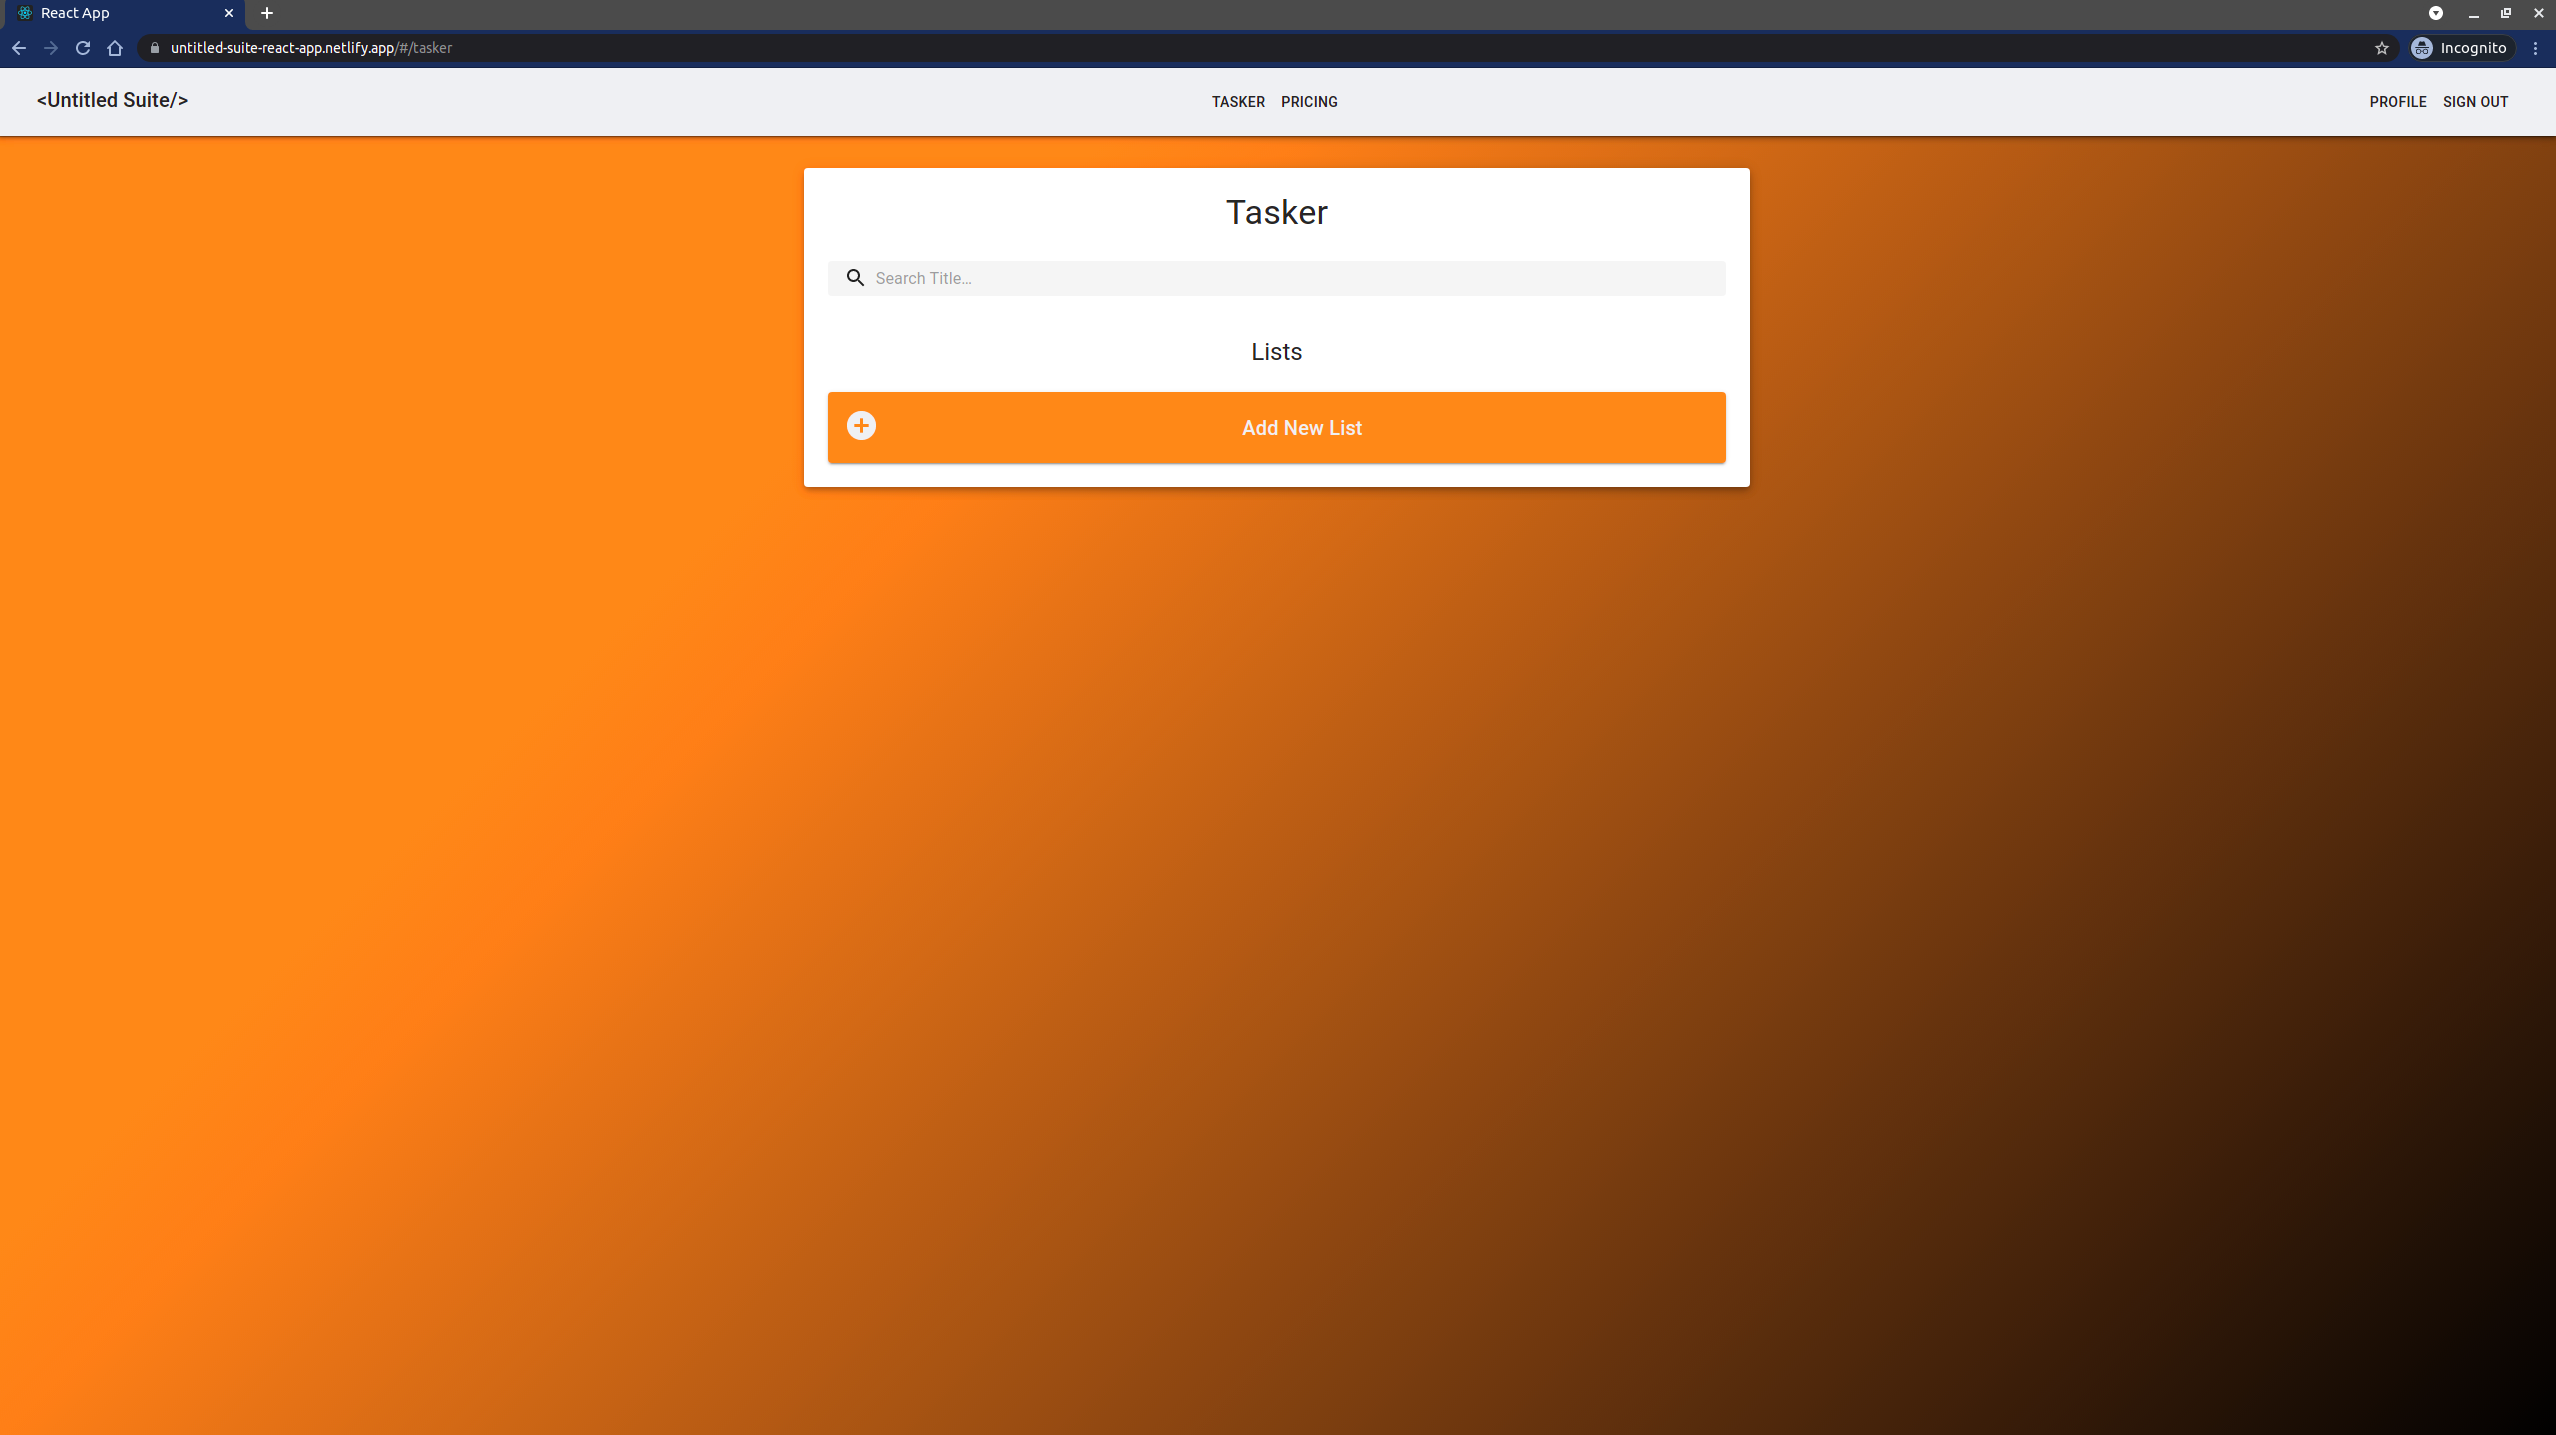 React App
untitled-suite-react-app.netlify.app/#/tasker
Incognito
<Untitled Suite/>
TASKER PRICING
PROFILE SIGN OUT
Tasker
Search Title...
Lists
Add New List